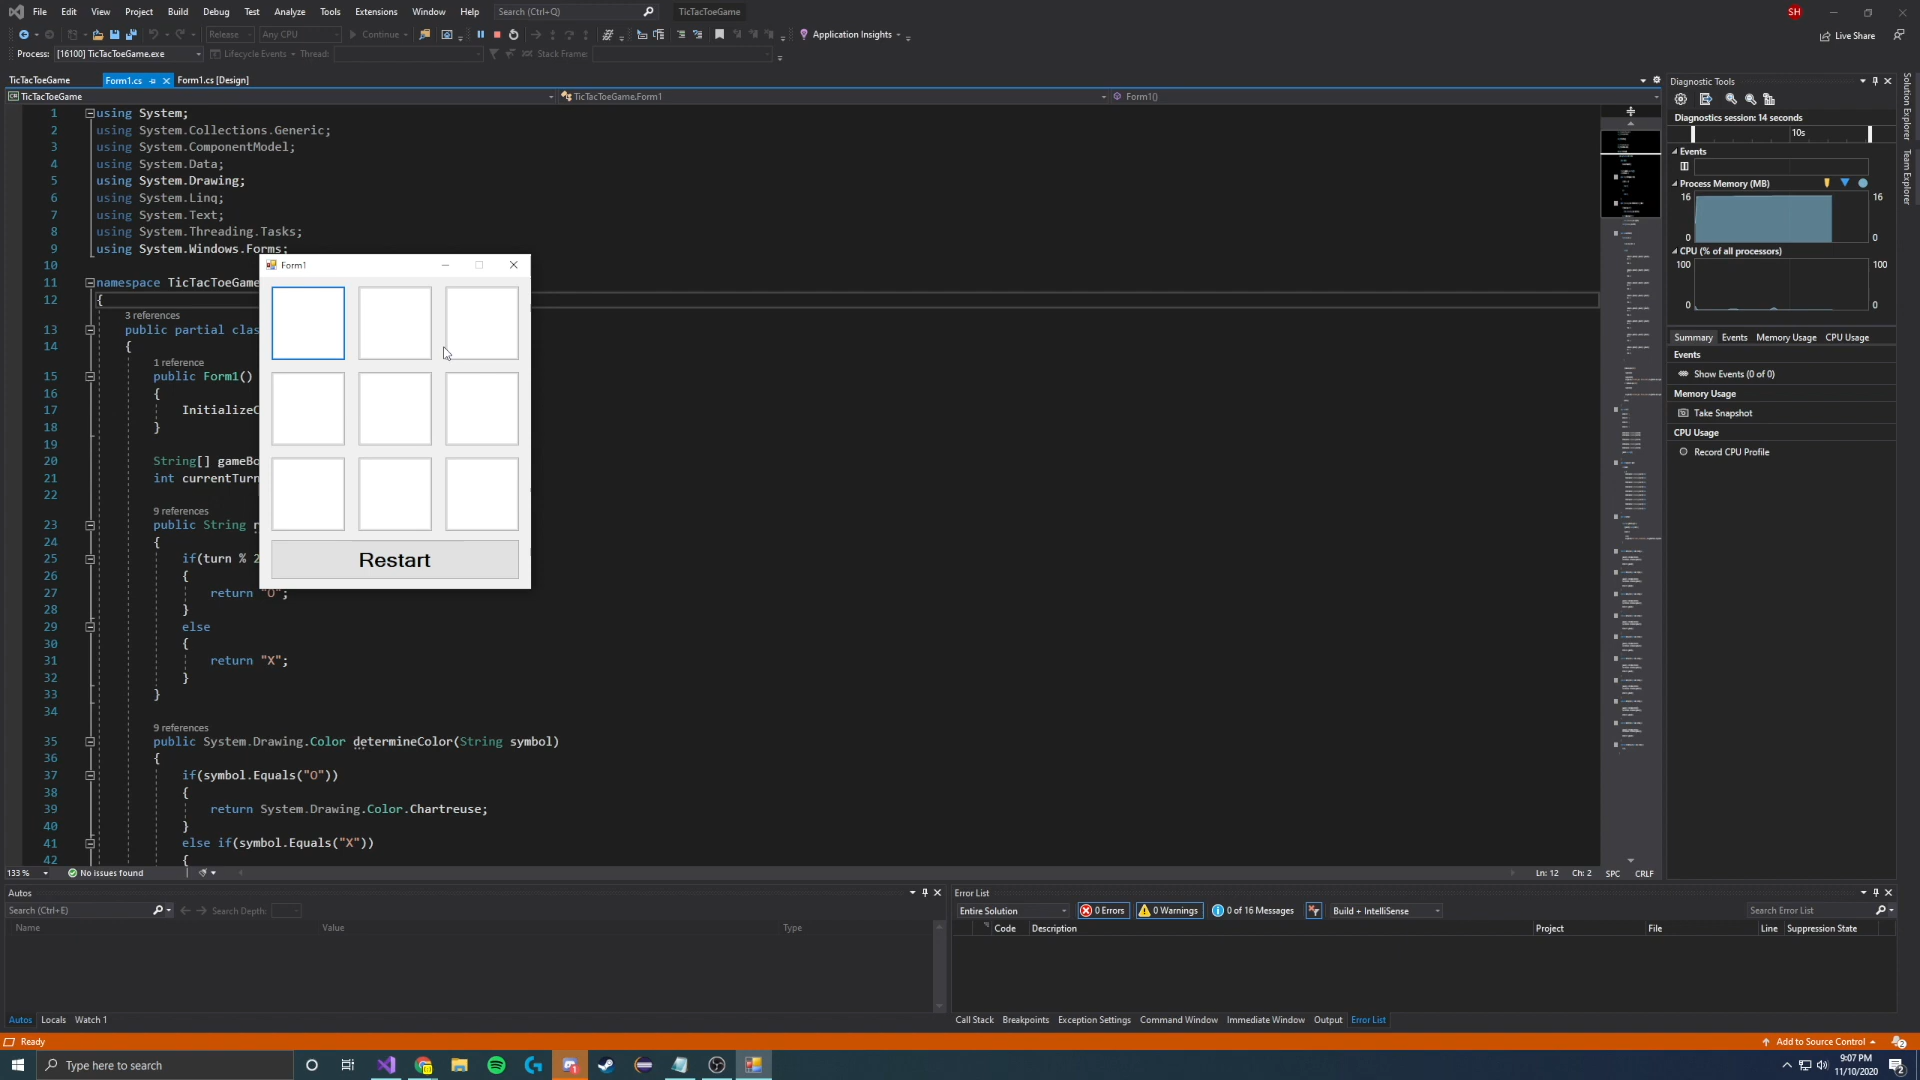 File Edit View Project Build Debug Test Analyze Tools Extensions Window Help Search (Ctrl+Q) TicTacToeGame SH
Release Any CPU Continue Application Insights Live Share
Process: [16100] TicTacToeGame.exe Lifecycle Events Thread: Stack Frame:
TicTacToeGame Form1.cs Form1.cs [Design]
TicTacToeGame TicTacToeGame.Form1 Form1()
1 using System;
2 using System.Collections.Generic;
3 using System.ComponentModel;
4 using System.Data;
5 using System.Drawing;
6 using System.Linq;
7 using System.Text;
8 using System.Threading.Tasks;
9 using System.Windows.Forms;
10
11 namespace TicTacToeGame
12 {
3 references
13 public partial clas
14 {
1 reference
15 public Form1()
16 {
17 InitializeC
18 }
19
20 String[] gameBo
21 int currentTurn
22
9 references
23 public String
24 {
25 if(turn % 2
26 {
27 return "O";
28 }
29 else
30 {
31 return "X";
32 }
33 }
34
9 references
35 public System.Drawing.Color determineColor(String symbol)
36 {
37 if(symbol.Equals("O"))
38 {
39 return System.Drawing.Color.Chartreuse;
40 }
41 else if(symbol.Equals("X"))
42 {
Form1
Restart
133 % No issues found Ln: 12 Ch: 2 SPC CRLF
Diagnostic Tools
Diagnostics session: 14 seconds
10s
Events
Process Memory (MB)
16 16
0 0
CPU (% of all processors)
100 100
0 0
Summary Events Memory Usage CPU Usage
Events
Show Events (0 of 0)
Memory Usage
Take Snapshot
CPU Usage
Record CPU Profile
Solution Explorer
Team Explorer
Autos
Search (Ctrl+E) Search Depth:
Name Value Type
Autos Locals Watch 1
Error List
Entire Solution 0 Errors 0 Warnings 0 of 16 Messages Build + IntelliSense Search Error List
Code Description Project File Line Suppression State
Call Stack Breakpoints Exception Settings Command Window Immediate Window Output Error List
Ready Add to Source Control 2
Type here to search
9:07 PM
11/10/2020
2